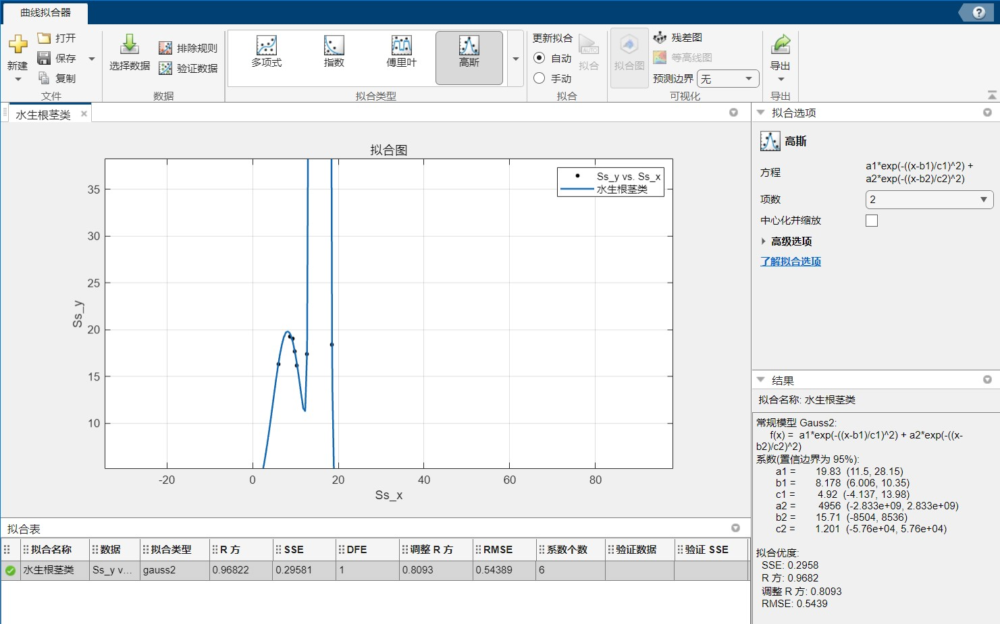 曲线拟合器
新建
打开
保存
复制
文件
选择数据
排除规则
验证数据
数据
多项式
指数
傅里叶
高斯
拟合类型
更新拟合
自动
手动
AUTO
拟合
拟合
拟合图
残差图
等高线图
预测边界 无
可视化
导出
导出
水生根茎类
拟合图
Ss_y vs. Ss_x
水生根茎类
35
30
25
20
15
10
Ss_y
-20 0 20 40 60 80
Ss_x
拟合表
拟合名称 数据 拟合类型 R 方 SSE DFE 调整 R 方 RMSE 系数个数 验证数据 验证 SSE
水生根茎类 Ss_y v... gauss2 0.96822 0.29581 1 0.8093 0.54389 6
拟合选项
高斯
方程 a1*exp(-((x-b1)/c1)^2) +
a2*exp(-((x-b2)/c2)^2)
项数 2
中心化并缩放
高级选项
了解拟合选项
结果
拟合名称: 水生根茎类
常规模型 Gauss2:
f(x) = a1*exp(-((x-b1)/c1)^2) + a2*exp(-((x-
b2)/c2)^2)
系数(置信边界为 95%):
a1 = 19.83 (11.5, 28.15)
b1 = 8.178 (6.006, 10.35)
c1 = 4.92 (-4.137, 13.98)
a2 = 4956 (-2.833e+09, 2.833e+09)
b2 = 15.71 (-8504, 8536)
c2 = 1.201 (-5.76e+04, 5.76e+04)
拟合优度:
SSE: 0.2958
R 方: 0.9682
调整 R 方: 0.8093
RMSE: 0.5439